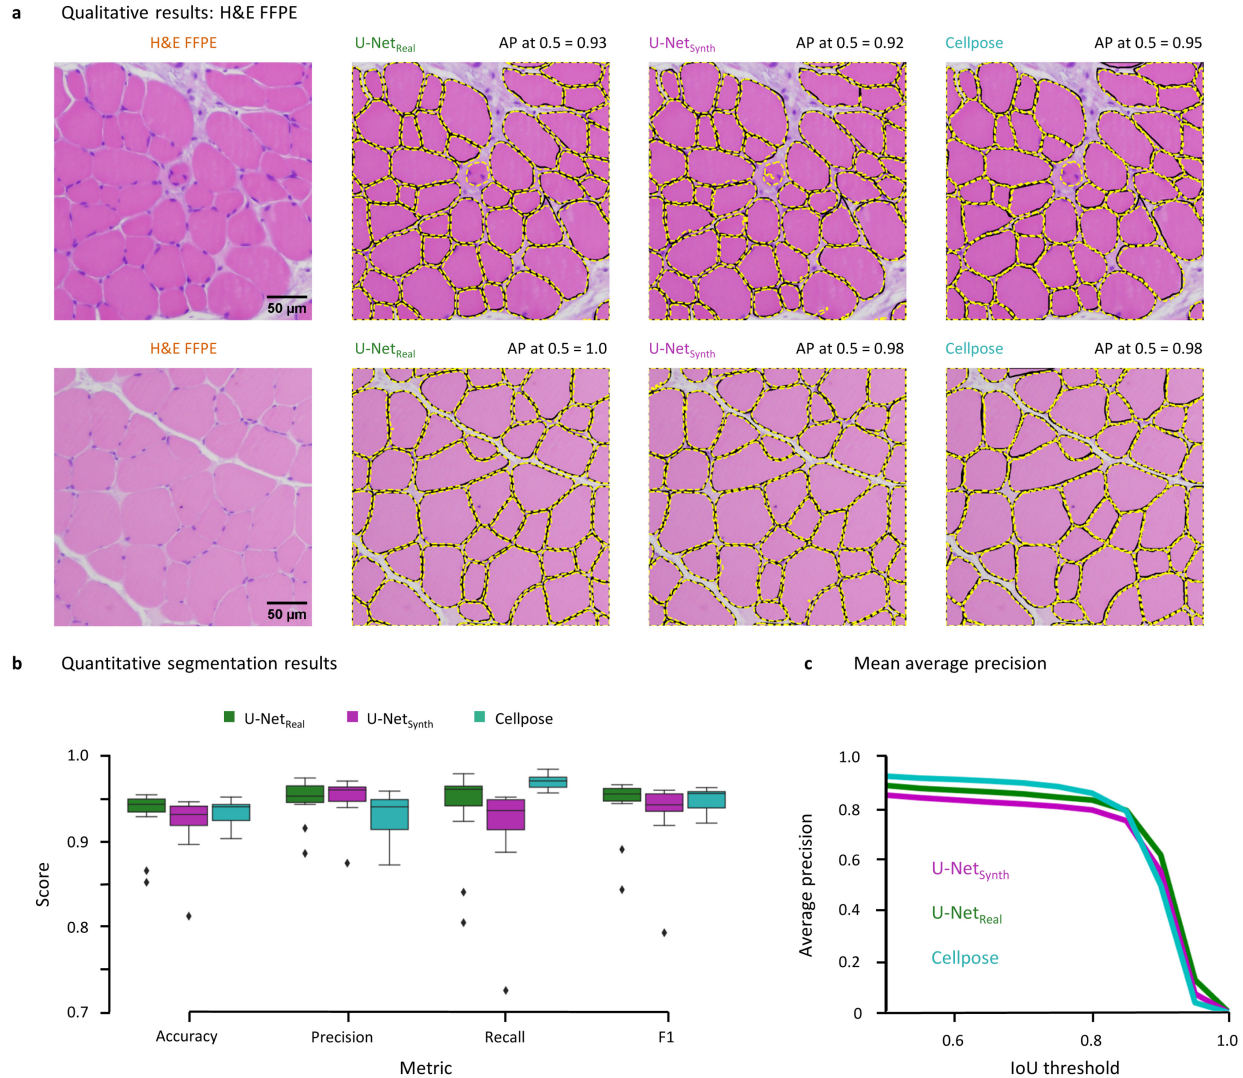 a Qualitative results: H&E FFPE
H&E FFPE U-NetReal AP at 0.5 = 0.93 U-NetSynth AP at 0.5 = 0.92 Cellpose AP at 0.5 = 0.95
50 µm
H&E FFPE U-NetReal AP at 0.5 = 1.0 U-NetSynth AP at 0.5 = 0.98 Cellpose AP at 0.5 = 0.98
50 µm
b Quantitative segmentation results
U-NetReal U-NetSynth Cellpose
1.0
0.9
0.8
0.7
Score
Accuracy Precision Recall F1
Metric
c Mean average precision
1.0
0.8
0.6
0.4
0.2
0
Average precision
U-NetSynth
U-NetReal
Cellpose
0.6 0.8 1.0
IoU threshold